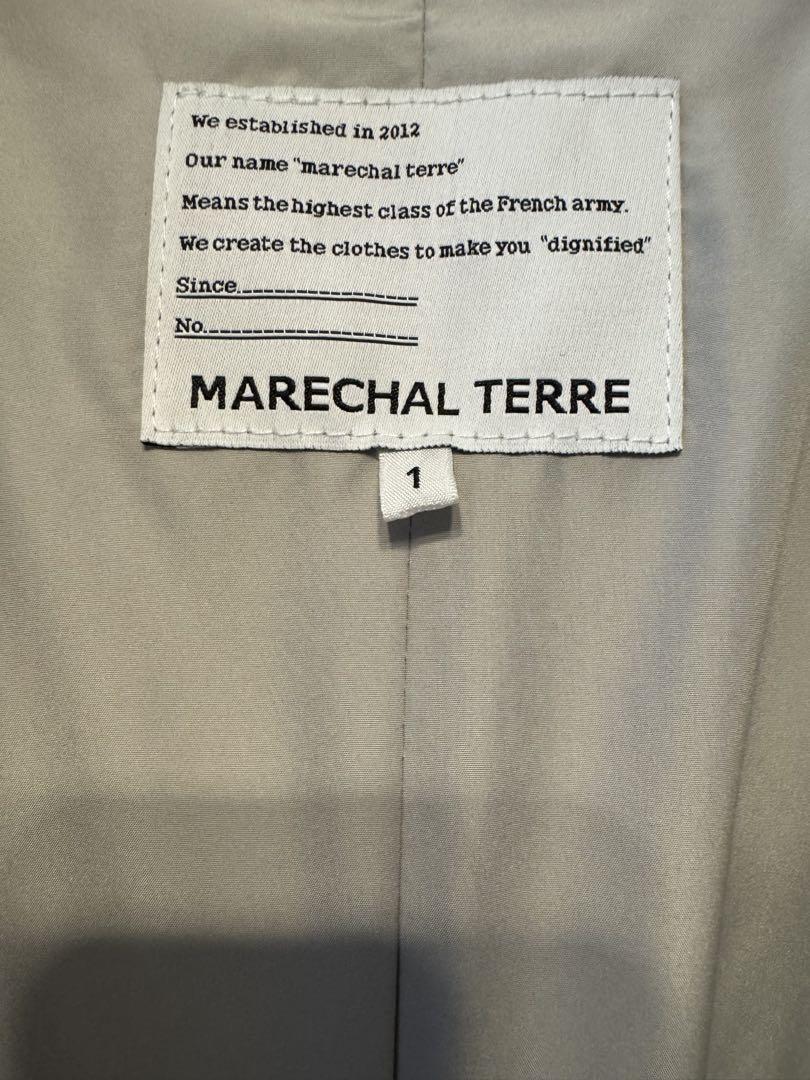 We established in 2012
Our name "marechal terre"
Means the highest class of the French army.
We create the clothes to make you "dignified"
Since
No.
MARECHAL TERRE
1